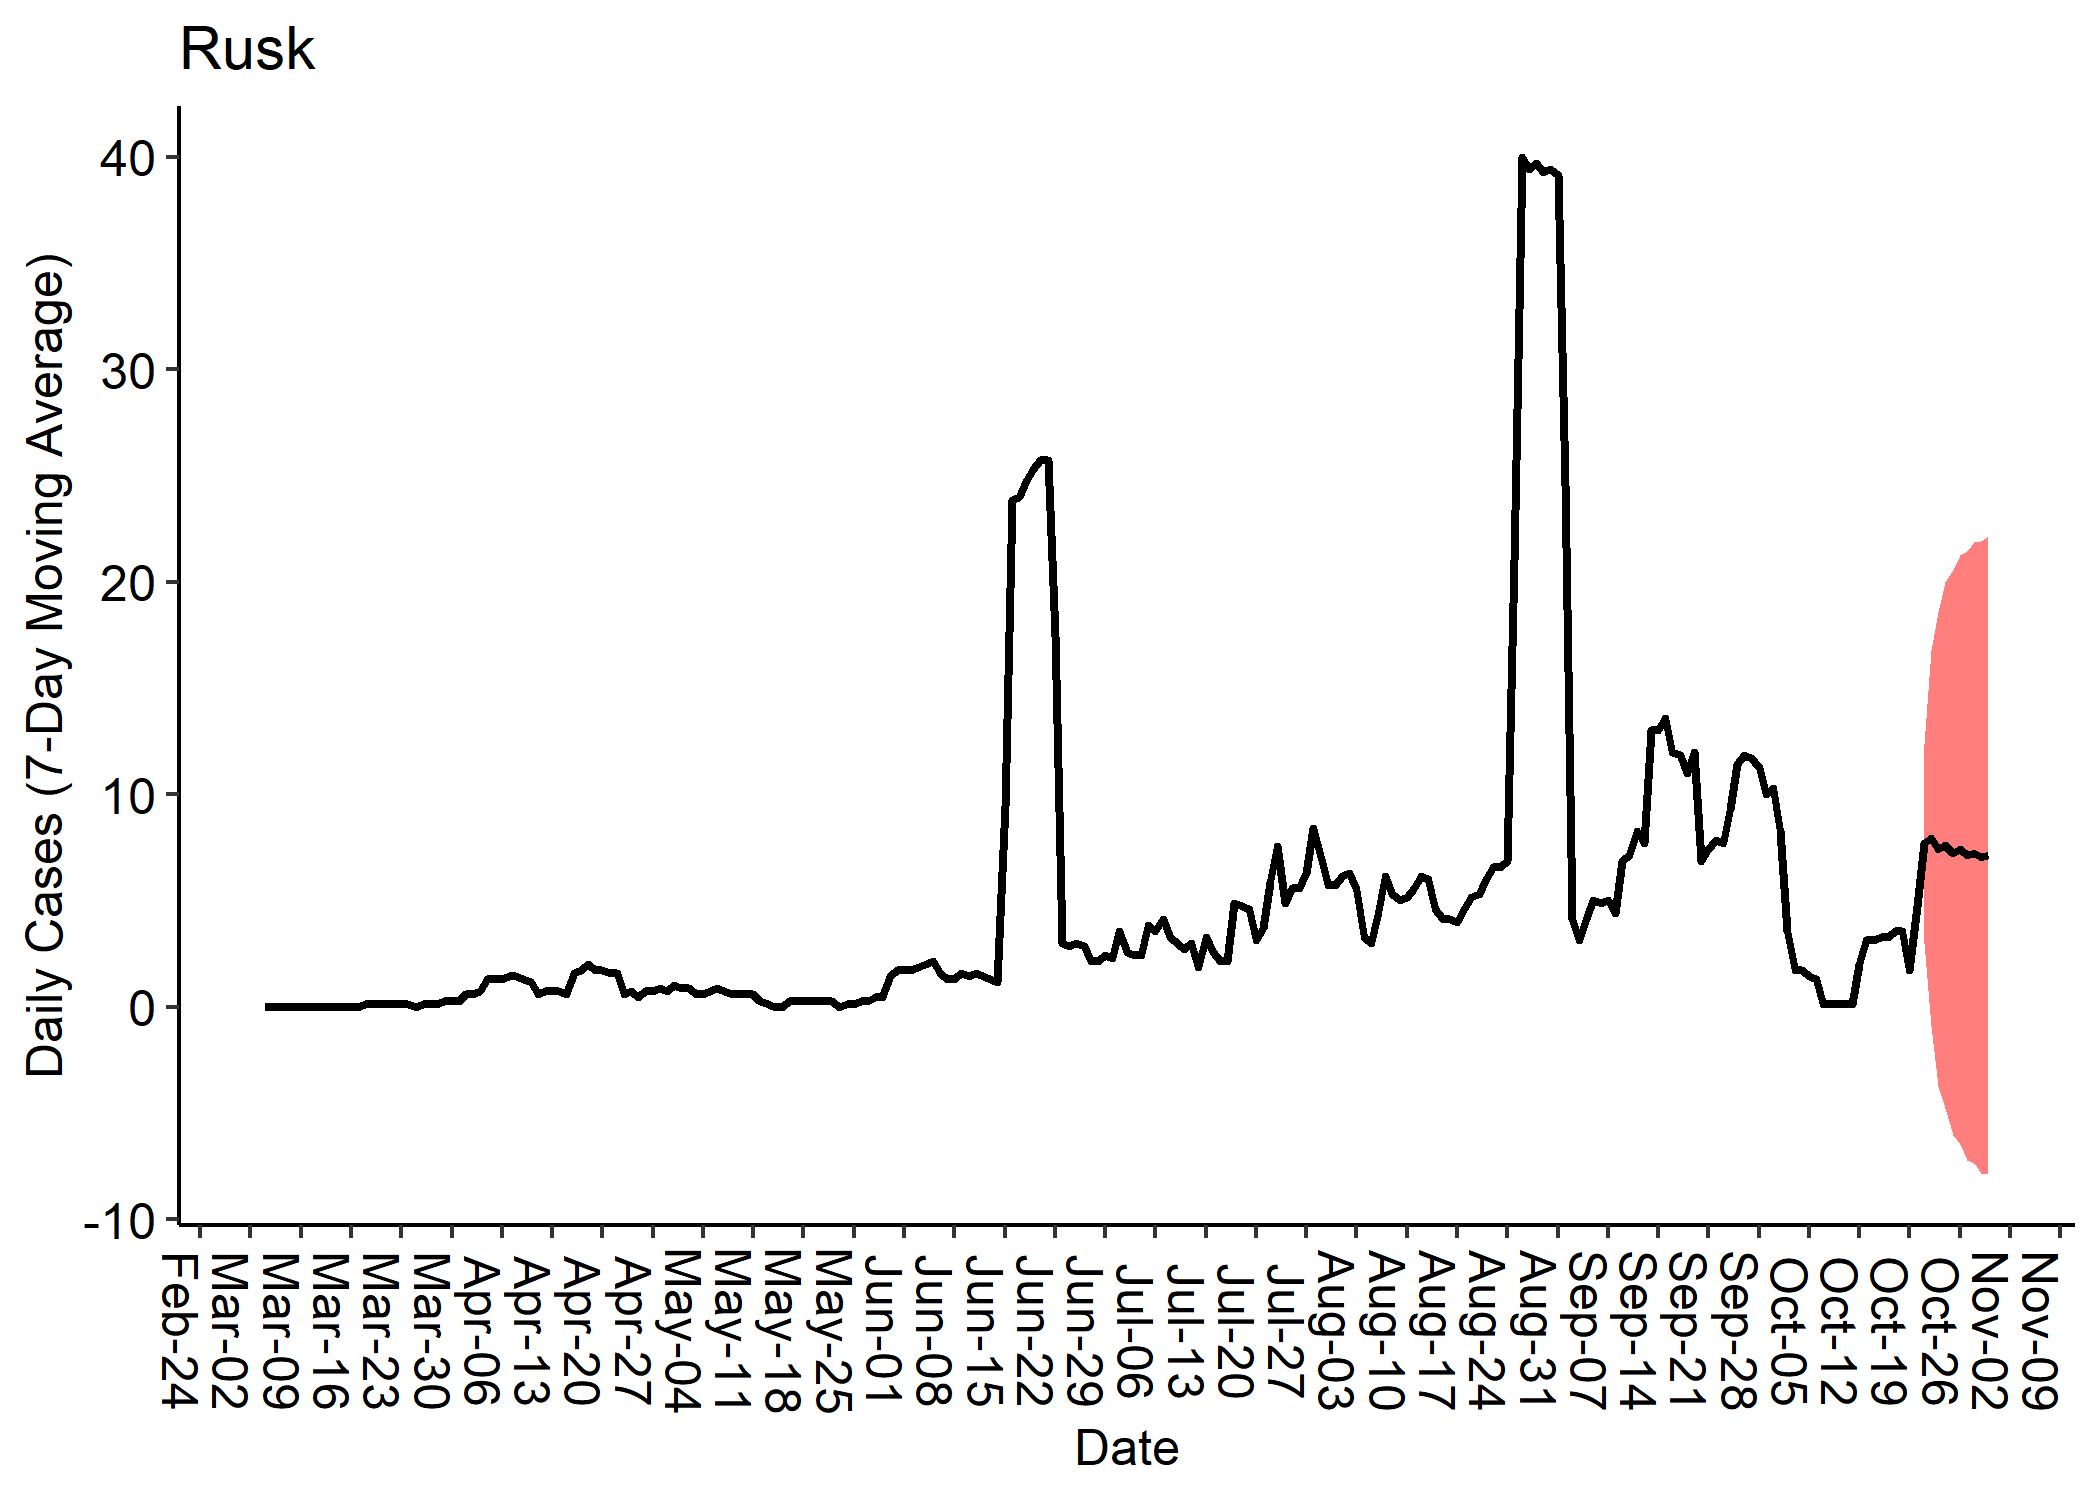 Rusk
Daily Cases (7-Day Moving Average)
40
30
20
10
0
-10
Feb-24
Mar-02
Mar-09
Mar-16
Mar-23
Mar-30
Apr-06
Apr-13
Apr-20
Apr-27
May-04
May-11
May-18
May-25
Jun-01
Jun-08
Jun-15
Jun-22
Jun-29
Jul-06
Jul-13
Jul-20
Jul-27
Aug-03
Aug-10
Aug-17
Aug-24
Aug-31
Sep-07
Sep-14
Sep-21
Sep-28
Oct-05
Oct-12
Oct-19
Oct-26
Nov-02
Nov-09
Date